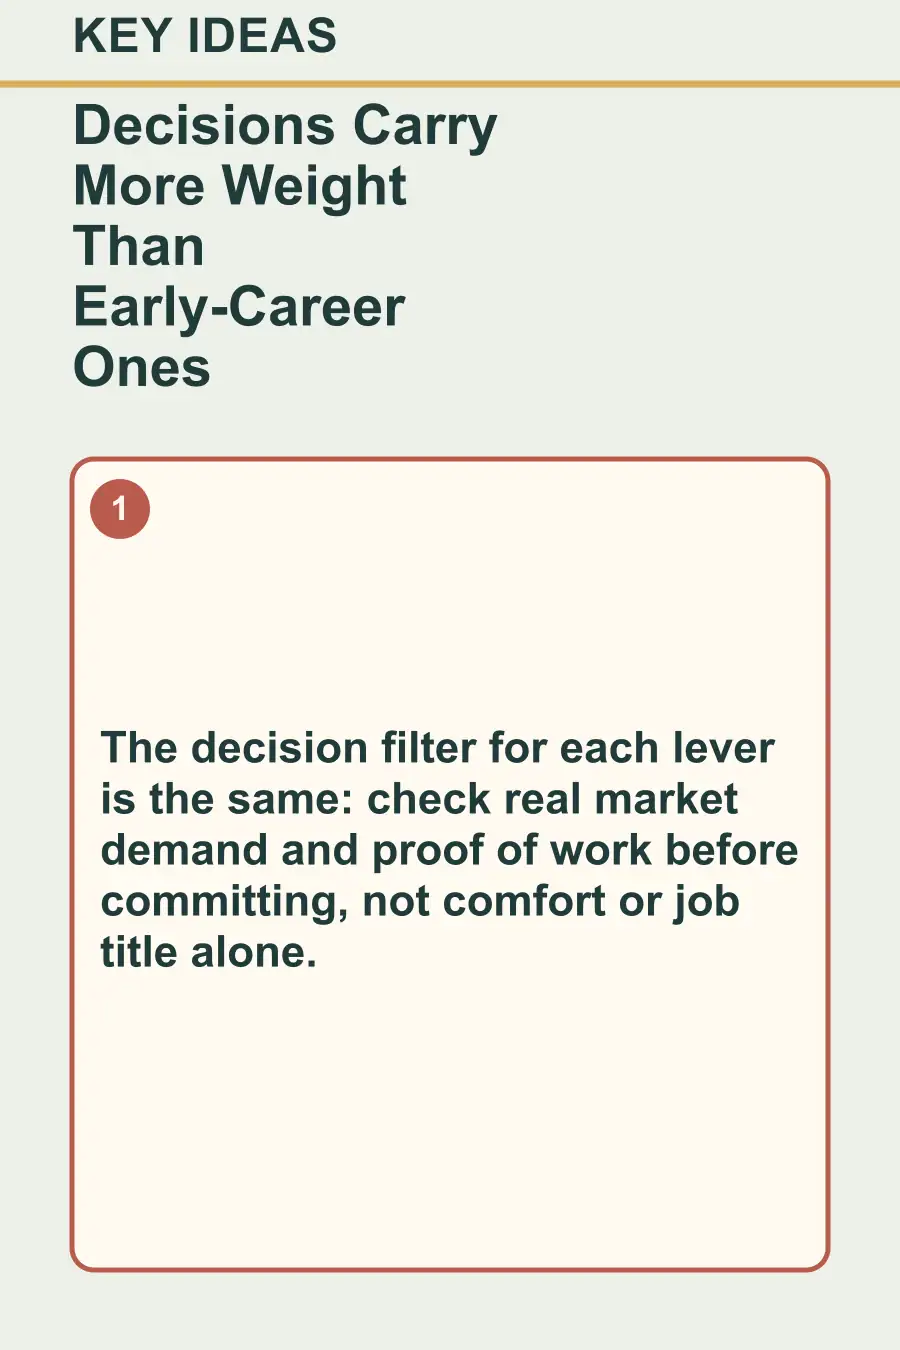 KEY IDEAS
Decisions Carry
More Weight
Than
Early-Career
Ones
1
The decision filter for each lever
is the same: check real market
demand and proof of work before
committing, not comfort or job
title alone.